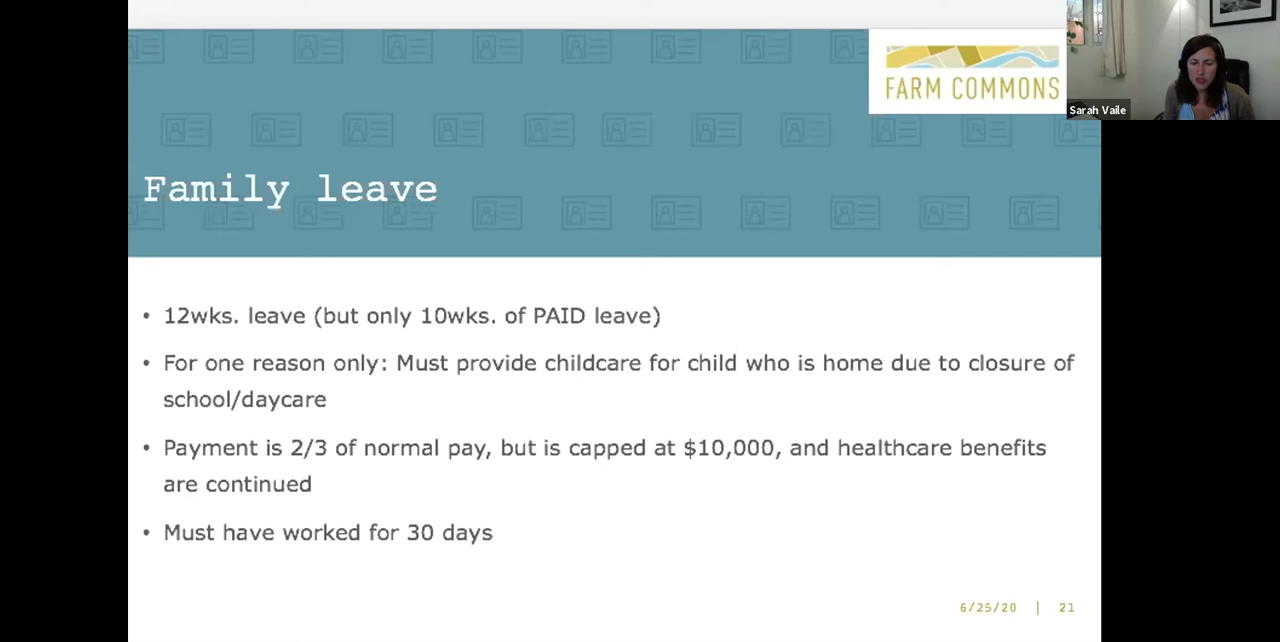 FARM COMMONS
Sarah Vaile
Family leave
• 12wks. leave (but only 10wks. of PAID leave)
• For one reason only: Must provide childcare for child who is home due to closure of
school/daycare
• Payment is 2/3 of normal pay, but is capped at $10,000, and healthcare benefits
are continued
• Must have worked for 30 days
6/25/20 | 21